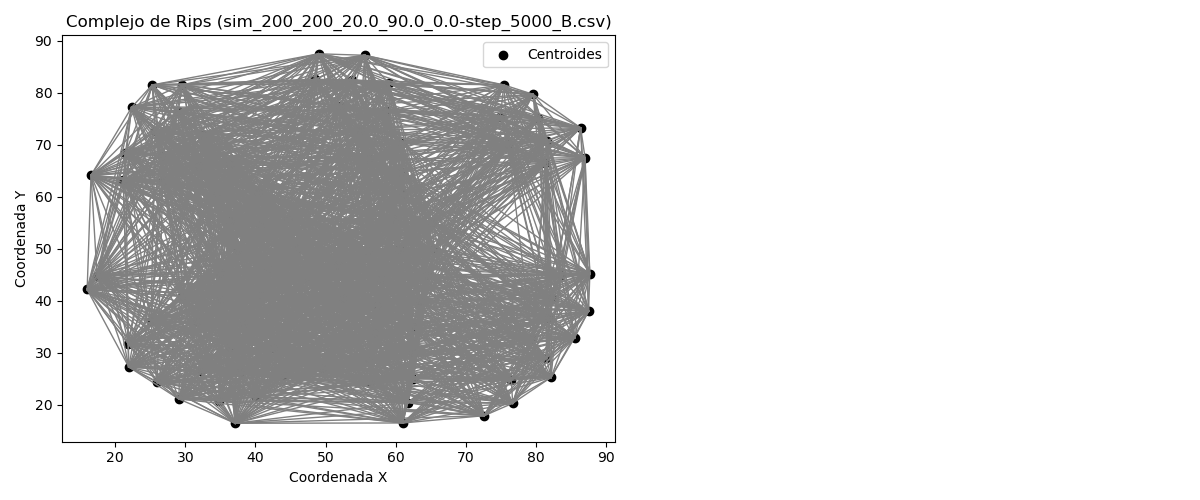 Complejo de Rips (sim_200_200_20.0_90.0_0.0-step_5000_B.csv)
Centroides
90
80
70
60
50
40
30
20
Coordenada Y
20 30 40 50 60 70 80 90
Coordenada X